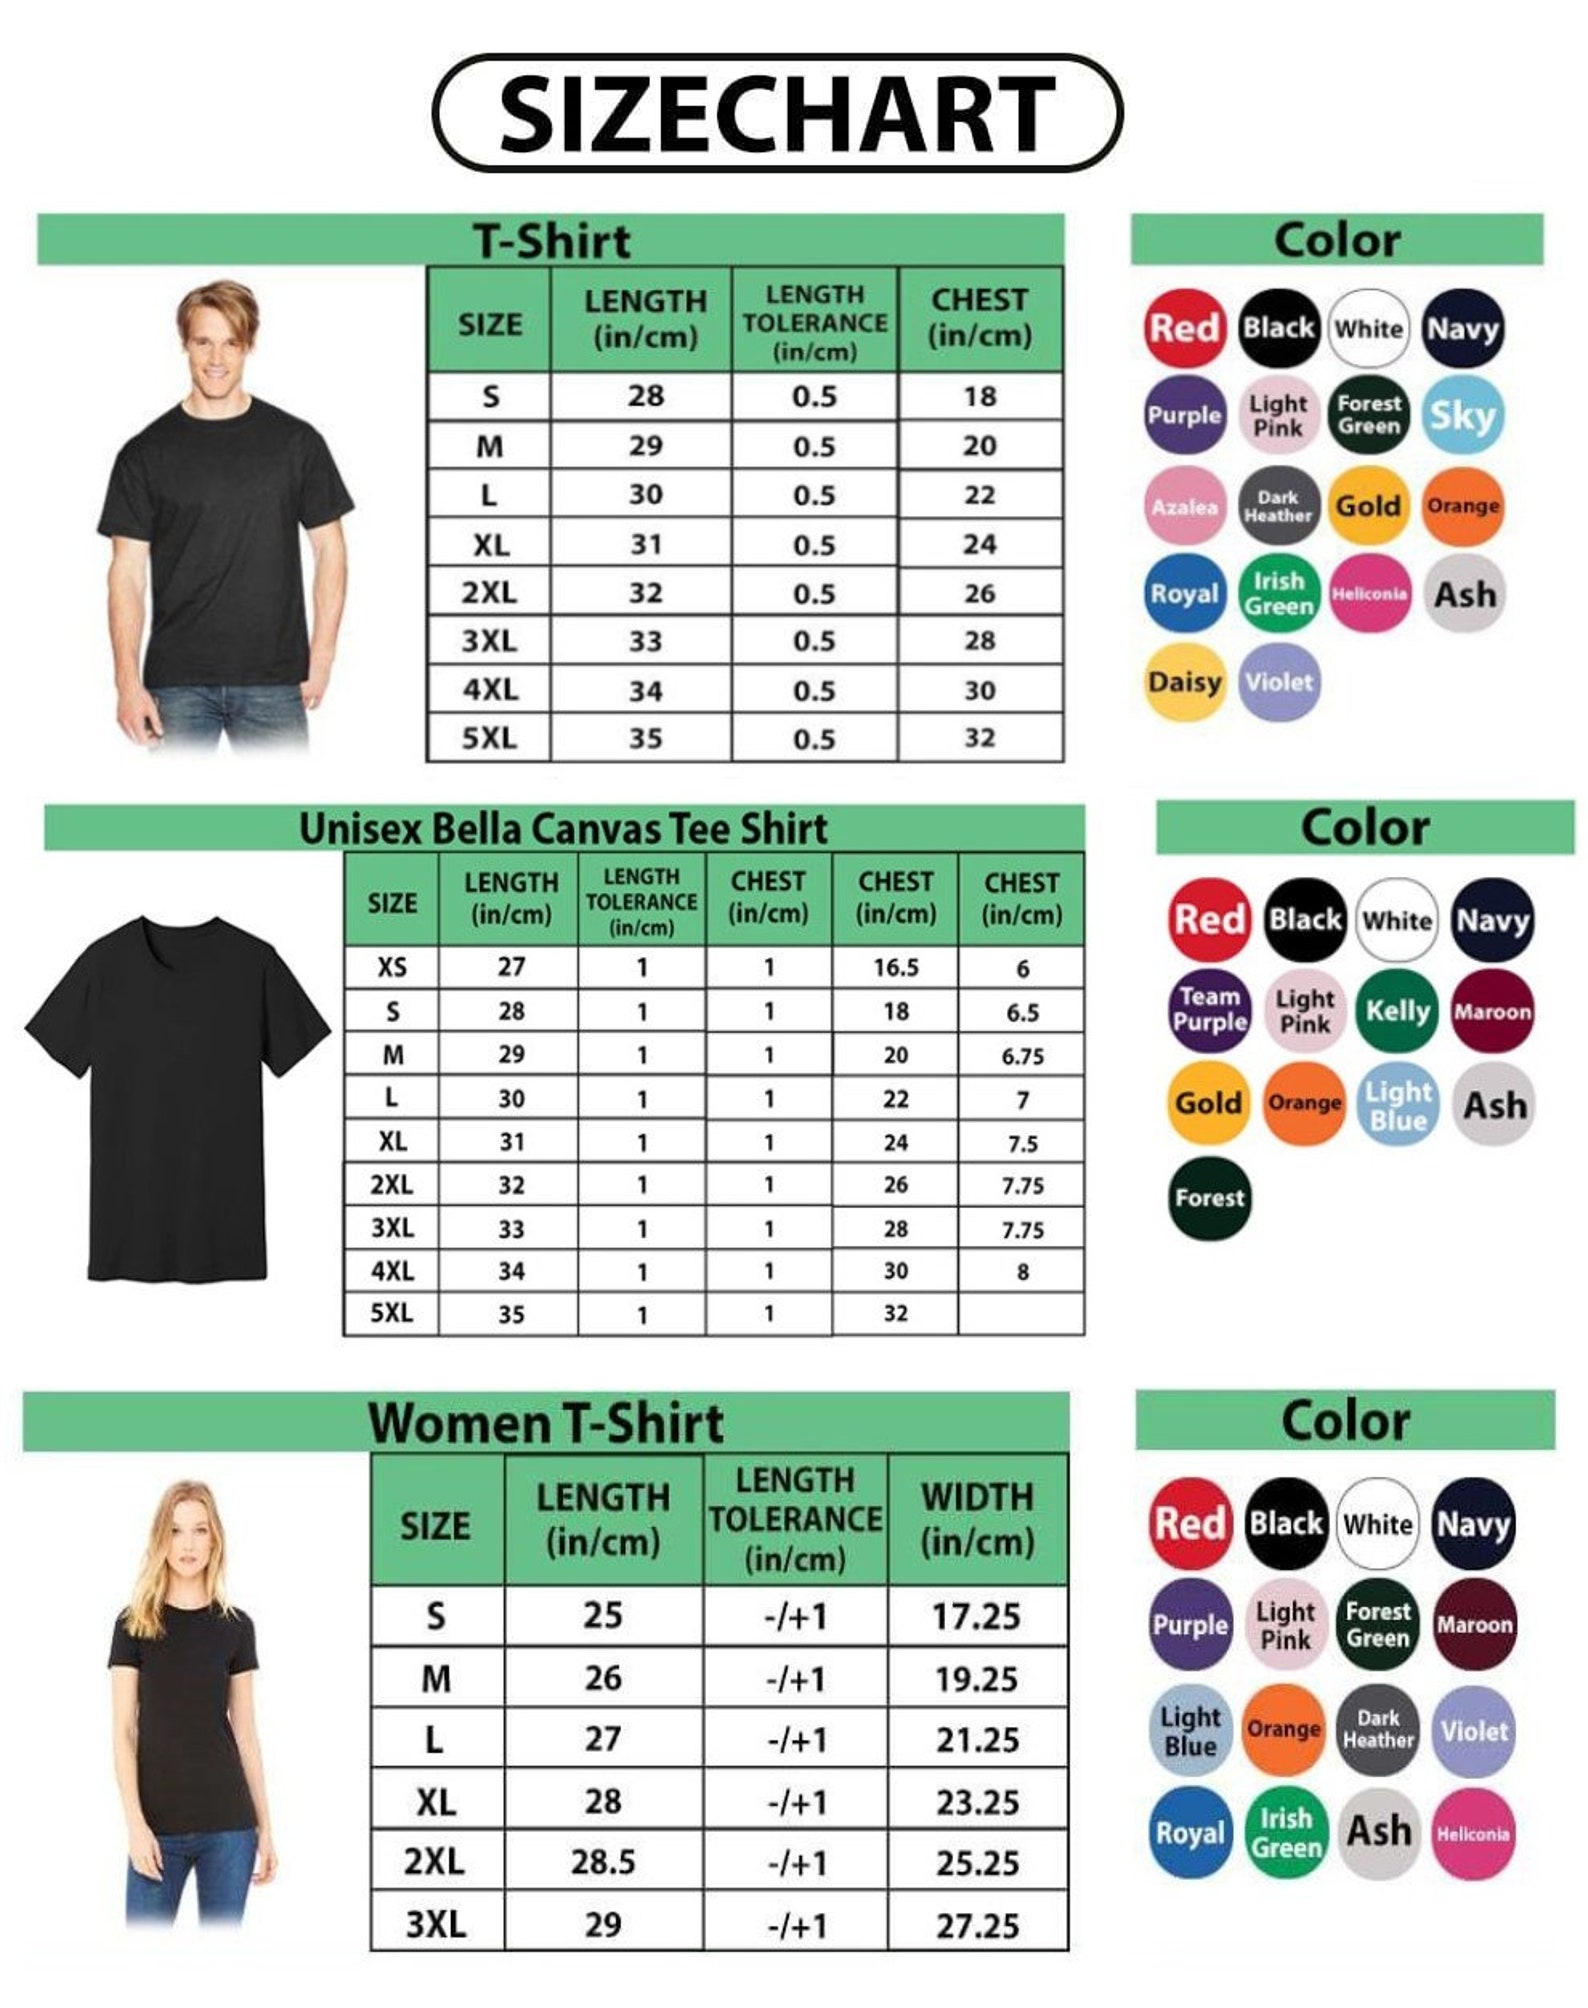 SIZECHART
T-Shirt
SIZE LENGTH (in/cm) LENGTH TOLERANCE (in/cm) CHEST (in/cm)
S 28 0.5 18
M 29 0.5 20
L 30 0.5 22
XL 31 0.5 24
2XL 32 0.5 26
3XL 33 0.5 28
4XL 34 0.5 30
5XL 35 0.5 32
Color
Red Black White Navy
Purple Light Pink Forest Green Sky
Azalea Dark Heather Gold Orange
Royal Irish Green Heliconia Ash
Daisy Violet
Unisex Bella Canvas Tee Shirt
SIZE LENGTH (in/cm) LENGTH TOLERANCE (in/cm) CHEST (in/cm) CHEST (in/cm) CHEST (in/cm)
XS 27 1 1 16.5 6
S 28 1 1 18 6.5
M 29 1 1 20 6.75
L 30 1 1 22 7
XL 31 1 1 24 7.5
2XL 32 1 1 26 7.75
3XL 33 1 1 28 7.75
4XL 34 1 1 30 8
5XL 35 1 1 32
Color
Red Black White Navy
Team Purple Light Pink Kelly Maroon
Gold Orange Light Blue Ash
Forest
Women T-Shirt
SIZE LENGTH (in/cm) LENGTH TOLERANCE (in/cm) WIDTH (in/cm)
S 25 -/+1 17.25
M 26 -/+1 19.25
L 27 -/+1 21.25
XL 28 -/+1 23.25
2XL 28.5 -/+1 25.25
3XL 29 -/+1 27.25
Color
Red Black White Navy
Purple Light Pink Forest Green Maroon
Light Blue Orange Dark Heather Violet
Royal Irish Green Ash Heliconia